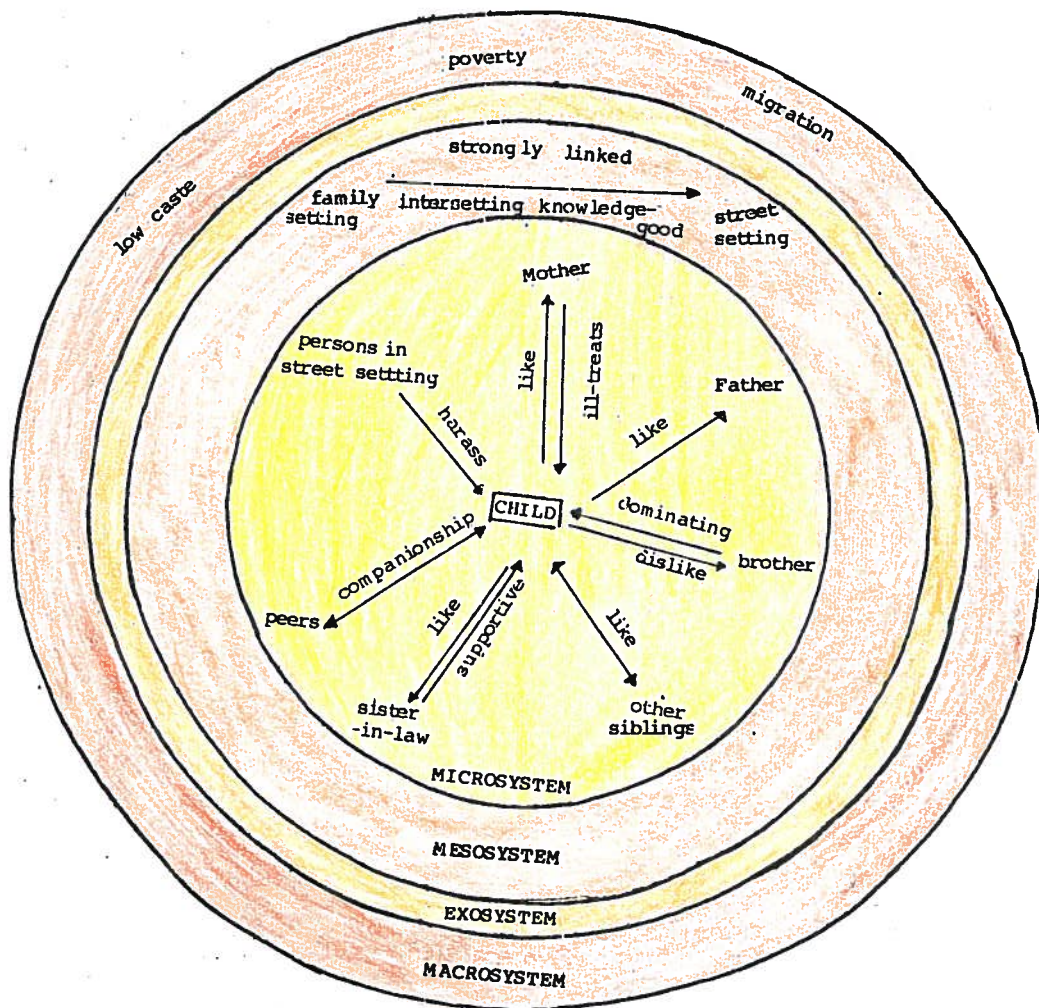 poverty
migration
low caste
strongly linked
family intersetting knowledge-
setting
good
street
setting
Mother
persons in
street settting
like
ill-treats
Father
harass
like
CHILD
dominating
dislike
brother
companionship
peers
like
supportive
like
sister
-in-law
other
siblings
MICROSYSTEM
MESOSYSTEM
EXOSYSTEM
MACROSYSTEM